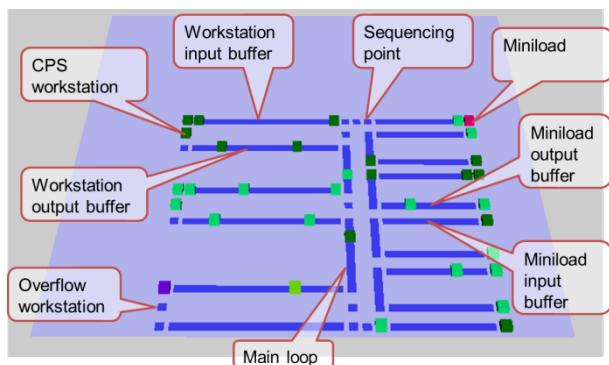 Workstation
input buffer
Sequencing
point
Miniload
CPS
workstation
Miniload
output
buffer
Workstation
output buffer
Miniload
input
buffer
Overflow
workstation
Main loop